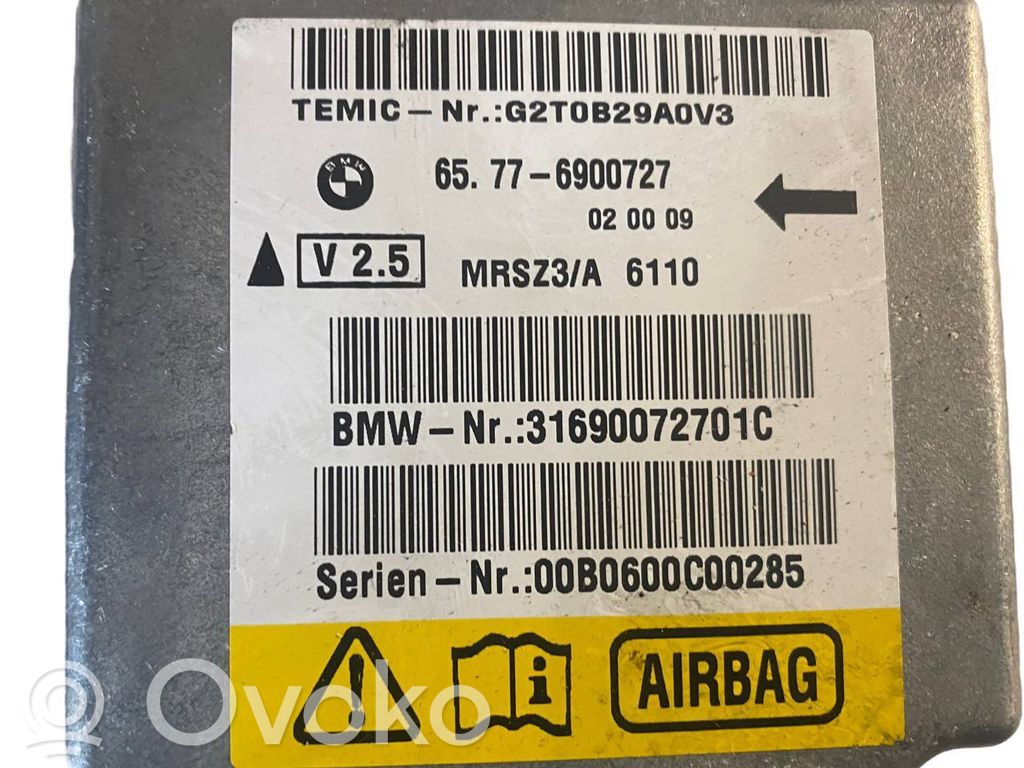 TEMIC-Nr.:G2T0B29A0V3
BMW
65. 77-6900727
02 00 09
V 2.5
MRSZ3/A 6110
BMW-Nr.:31690072701C
Serien-Nr.:00B0600C00285
i
AIRBAG
Ovoko